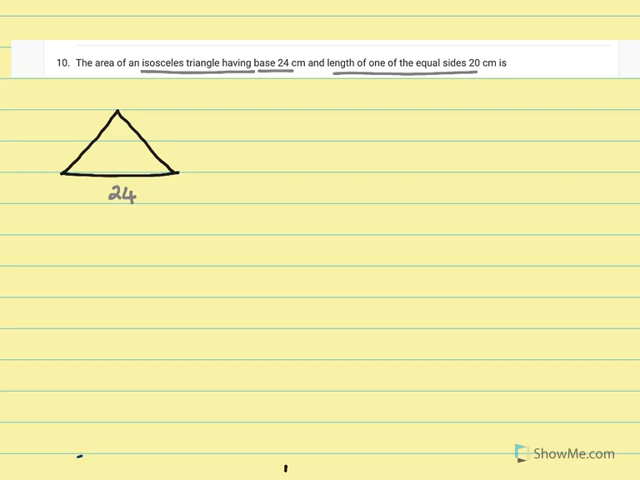 10. The area of an isosceles triangle having base 24 cm and length of one of the equal sides 20 cm is
24
ShowMe.com